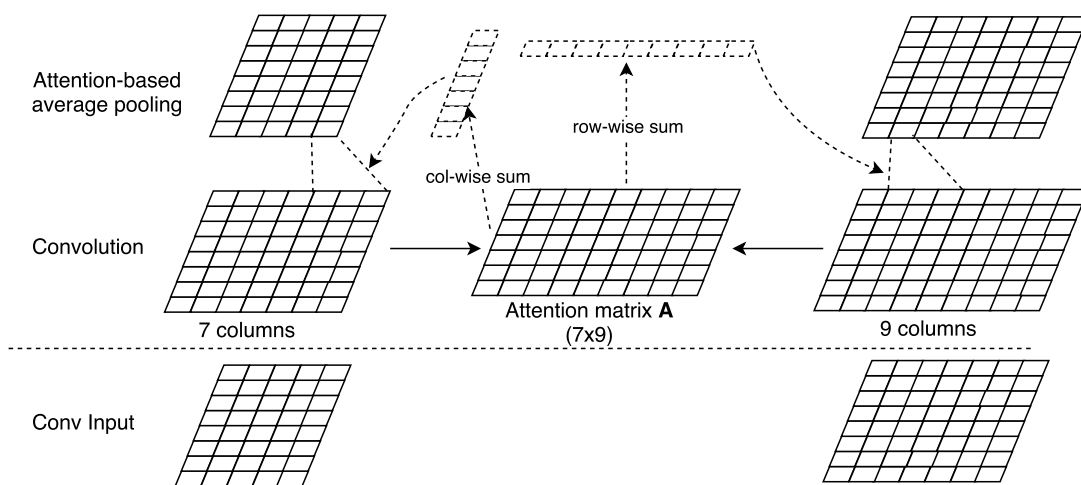 Attention-based
average pooling
row-wise sum
col-wise sum
Convolution
Attention matrix A
(7x9)
7 columns
9 columns
Conv Input